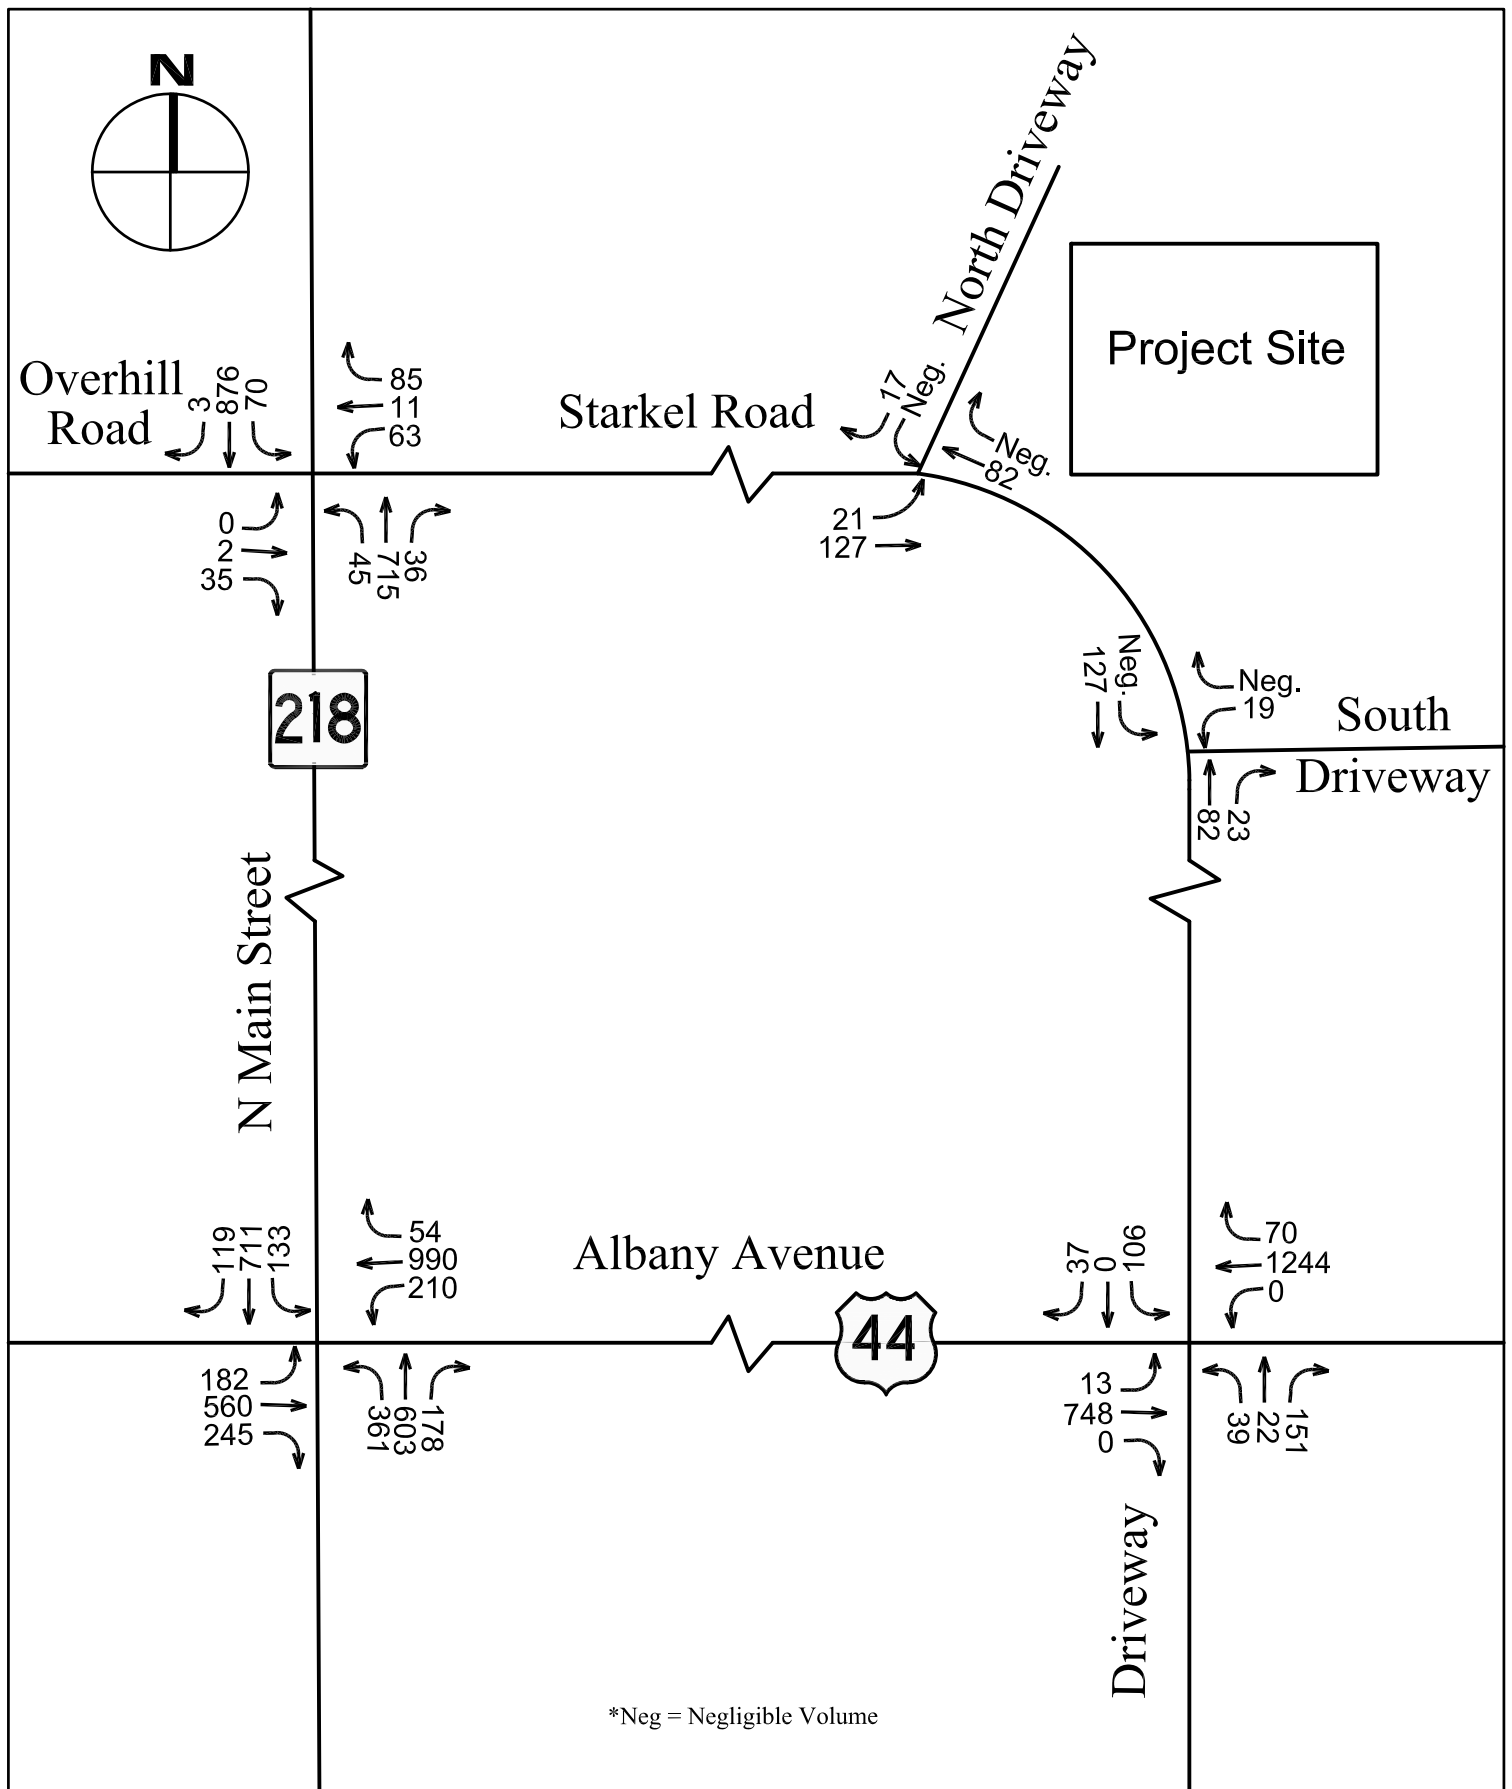 N
North Driveway
Project Site
Overhill
Road
3
876
70
85
11
63
Starkel Road
17
Neg.
Neg.
82
0
2
35
45
715
36
21
127
127
Neg.
Neg.
19
South
Driveway
82
23
218
N Main Street
119
711
133
54
990
210
Albany Avenue
44
37
0
106
70
1244
0
182
560
245
361
603
178
13
748
0
39
22
151
Driveway
*Neg = Negligible Volume